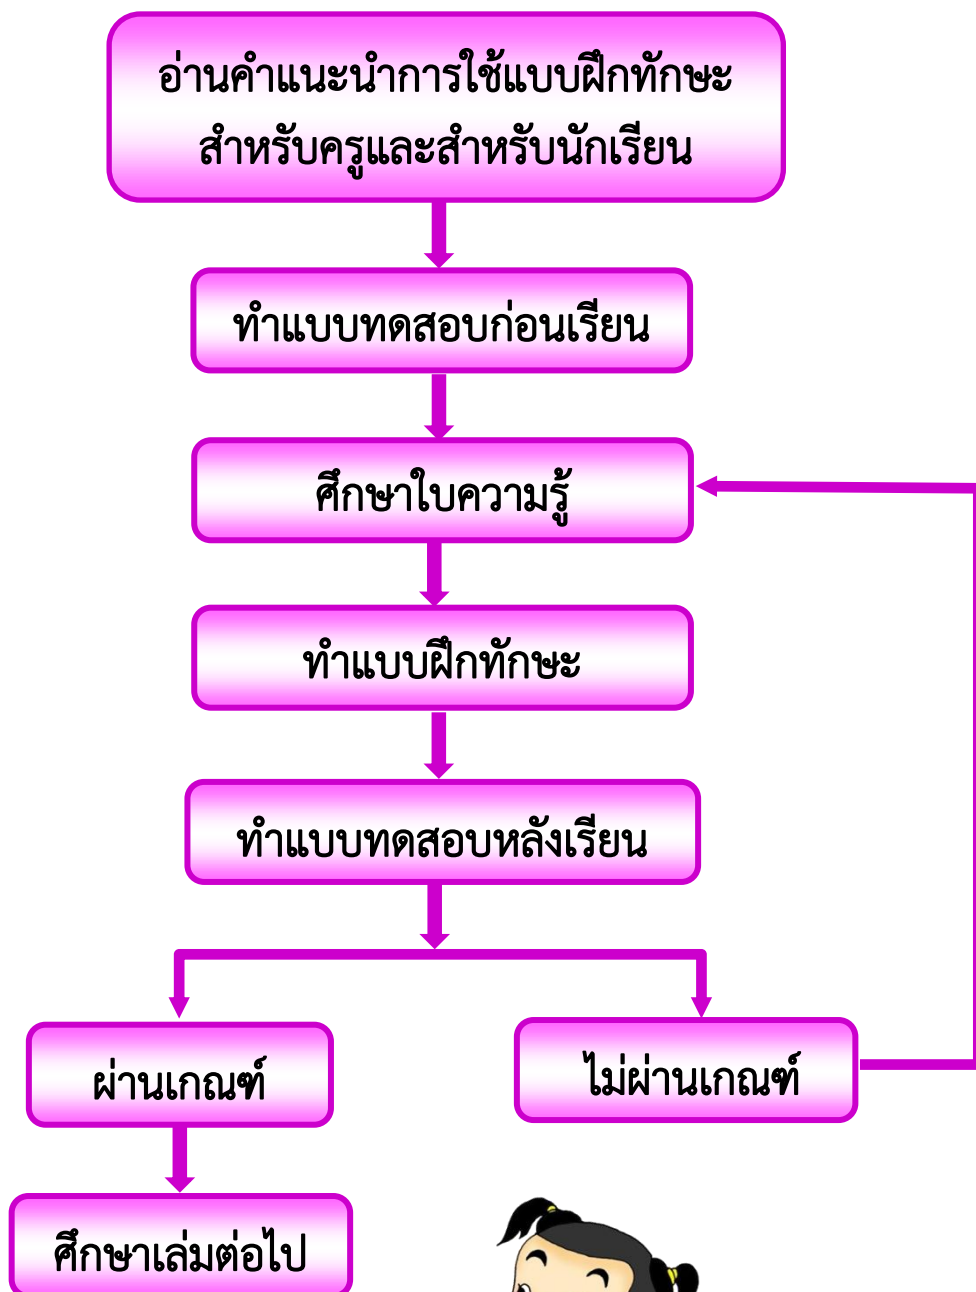 อ่านคำแนะนำการใช้แบบฝึกทักษะ
สำหรับครูและสำหรับนักเรียน
ทำแบบทดสอบก่อนเรียน
ศึกษาใบความรู้
ทำแบบฝึกทักษะ
ทำแบบทดสอบหลังเรียน
ผ่านเกณฑ์
ไม่ผ่านเกณฑ์
ศึกษาเล่มต่อไป